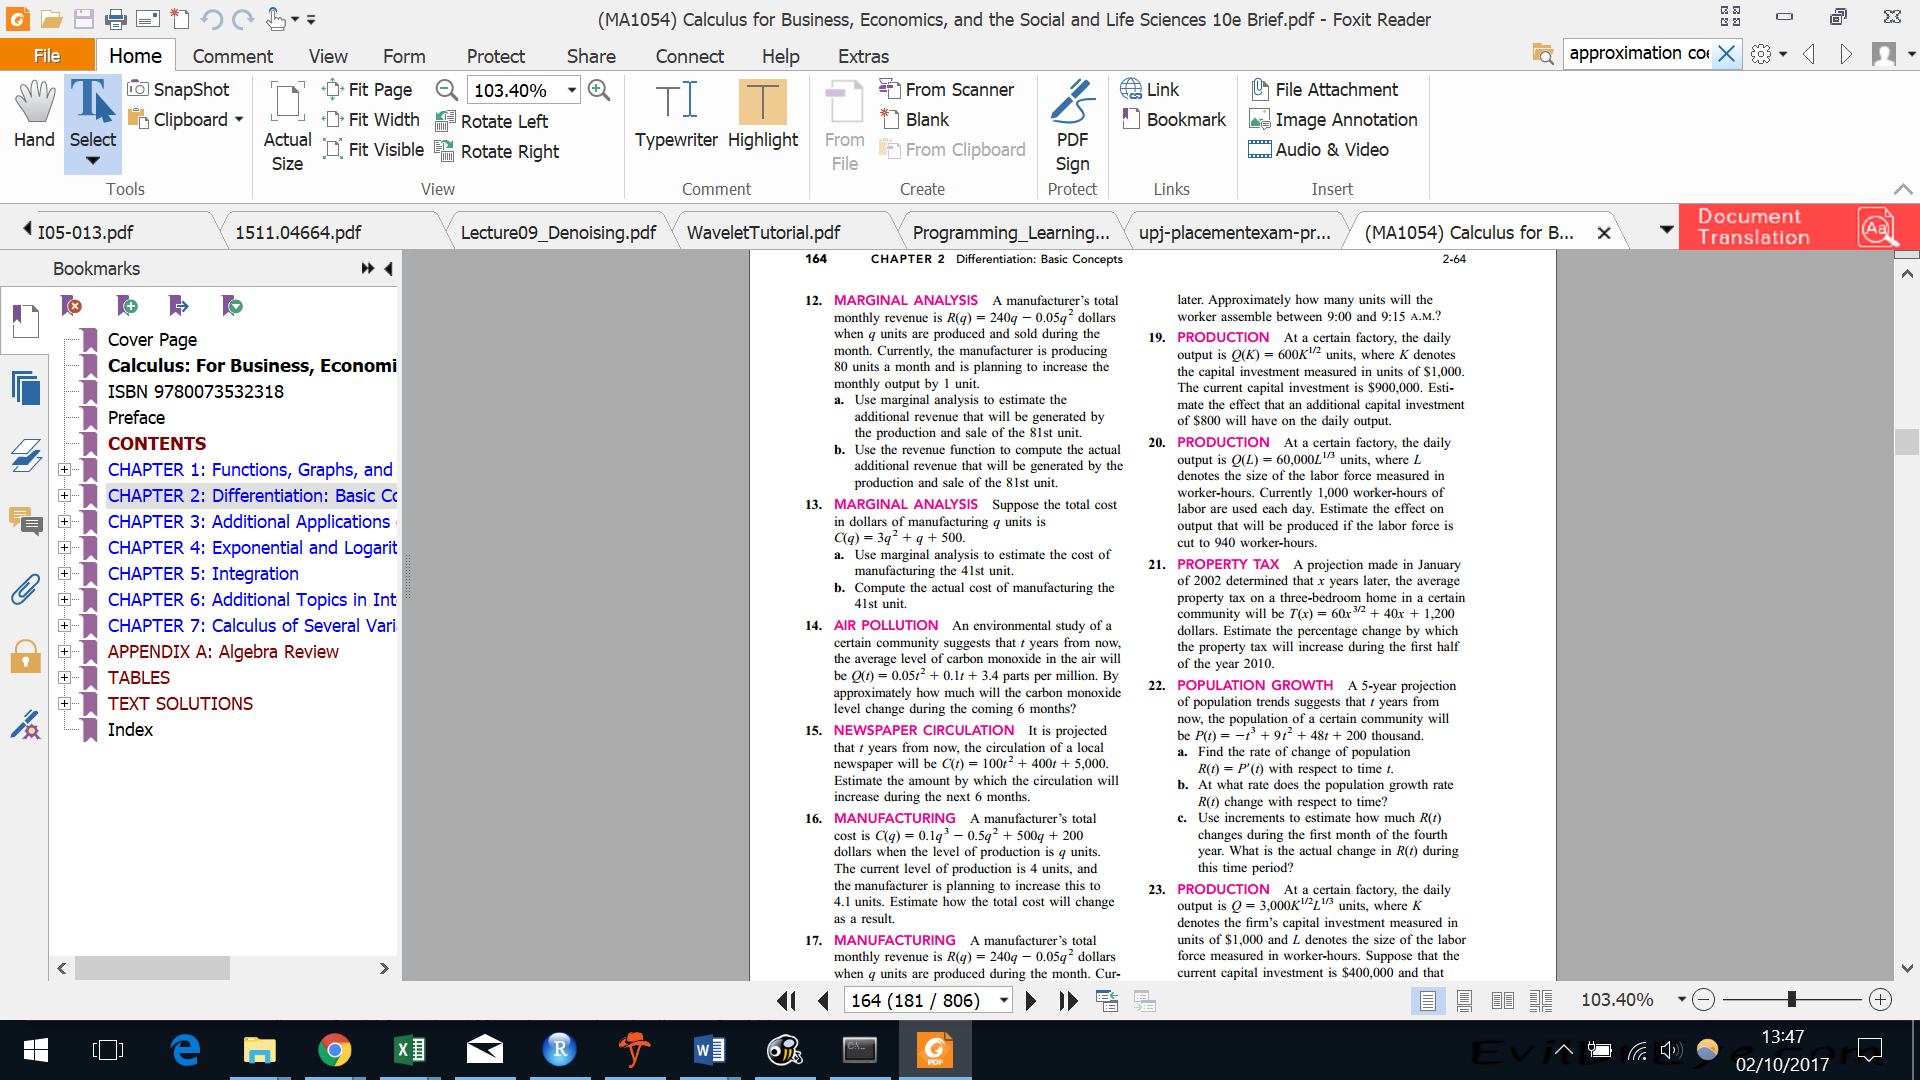 (MA1054) Calculus for Business, Economics, and the Social and Life Sciences 10e Brief.pdf - Foxit Reader
File Home Comment View Form Protect Share Connect Help Extras
approximation coe
Hand
Select
SnapShot
Clipboard
Tools
Actual Size
Fit Page
Fit Width
Fit Visible
103.40%
Rotate Left
Rotate Right
View
Typewriter
Highlight
Comment
From File
From Scanner
Blank
From Clipboard
Create
PDF Sign
Protect
Link
Bookmark
Links
File Attachment
Image Annotation
Audio & Video
Insert
I05-013.pdf
1511.04664.pdf
Lecture09_Denoising.pdf
WaveletTutorial.pdf
Programming_Learning...
upj-placementexam-pr...
(MA1054) Calculus for B...
Document Translation
Bookmarks
Cover Page
Calculus: For Business, Economi
ISBN 9780073532318
Preface
CONTENTS
CHAPTER 1: Functions, Graphs, and
CHAPTER 2: Differentiation: Basic Co
CHAPTER 3: Additional Applications
CHAPTER 4: Exponential and Logarit
CHAPTER 5: Integration
CHAPTER 6: Additional Topics in Int
CHAPTER 7: Calculus of Several Vari
APPENDIX A: Algebra Review
TABLES
TEXT SOLUTIONS
Index
164 CHAPTER 2 Differentiation: Basic Concepts 2-64
12. MARGINAL ANALYSIS A manufacturer's total
monthly revenue is R(q) = 240q − 0.05q² dollars
when q units are produced and sold during the
month. Currently, the manufacturer is producing
80 units a month and is planning to increase the
monthly output by 1 unit.
a. Use marginal analysis to estimate the
additional revenue that will be generated by
the production and sale of the 81st unit.
b. Use the revenue function to compute the actual
additional revenue that will be generated by the
production and sale of the 81st unit.
13. MARGINAL ANALYSIS Suppose the total cost
in dollars of manufacturing q units is
C(q) = 3q² + q + 500.
a. Use marginal analysis to estimate the cost of
manufacturing the 41st unit.
b. Compute the actual cost of manufacturing the
41st unit.
14. AIR POLLUTION An environmental study of a
certain community suggests that t years from now,
the average level of carbon monoxide in the air will
be Q(t) = 0.05t² + 0.1t + 3.4 parts per million. By
approximately how much will the carbon monoxide
level change during the coming 6 months?
15. NEWSPAPER CIRCULATION It is projected
that t years from now, the circulation of a local
newspaper will be C(t) = 100t² + 400t + 5,000.
Estimate the amount by which the circulation will
increase during the next 6 months.
16. MANUFACTURING A manufacturer's total
cost is C(q) = 0.1q³ − 0.5q² + 500q + 200
dollars when the level of production is q units.
The current level of production is 4 units, and
the manufacturer is planning to increase this to
4.1 units. Estimate how the total cost will change
as a result.
17. MANUFACTURING A manufacturer's total
monthly revenue is R(q) = 240q − 0.05q² dollars
when q units are produced during the month. Cur-
later. Approximately how many units will the
worker assemble between 9:00 and 9:15 A.M.?
19. PRODUCTION At a certain factory, the daily
output is Q(K) = 600K^1/2 units, where K denotes
the capital investment measured in units of $1,000.
The current capital investment is $900,000. Esti-
mate the effect that an additional capital investment
of $800 will have on the daily output.
20. PRODUCTION At a certain factory, the daily
output is Q(L) = 60,000L^1/3 units, where L
denotes the size of the labor force measured in
worker-hours. Currently 1,000 worker-hours of
labor are used each day. Estimate the effect on
output that will be produced if the labor force is
cut to 940 worker-hours.
21. PROPERTY TAX A projection made in January
of 2002 determined that x years later, the average
property tax on a three-bedroom home in a certain
community will be T(x) = 60x^3/2 + 40x + 1,200
dollars. Estimate the percentage change by which
the property tax will increase during the first half
of the year 2010.
22. POPULATION GROWTH A 5-year projection
of population trends suggests that t years from
now, the population of a certain community will
be P(t) = −t³ + 9t² + 48t + 200 thousand.
a. Find the rate of change of population
R(t) = P′(t) with respect to time t.
b. At what rate does the population growth rate
R(t) change with respect to time?
c. Use increments to estimate how much R(t)
changes during the first month of the fourth
year. What is the actual change in R(t) during
this time period?
23. PRODUCTION At a certain factory, the daily
output is Q = 3,000K^1/2L^1/3 units, where K
denotes the firm's capital investment measured in
units of $1,000 and L denotes the size of the labor
force measured in worker-hours. Suppose that the
current capital investment is $400,000 and that
164 (181 / 806)
103.40%
13:47
02/10/2017